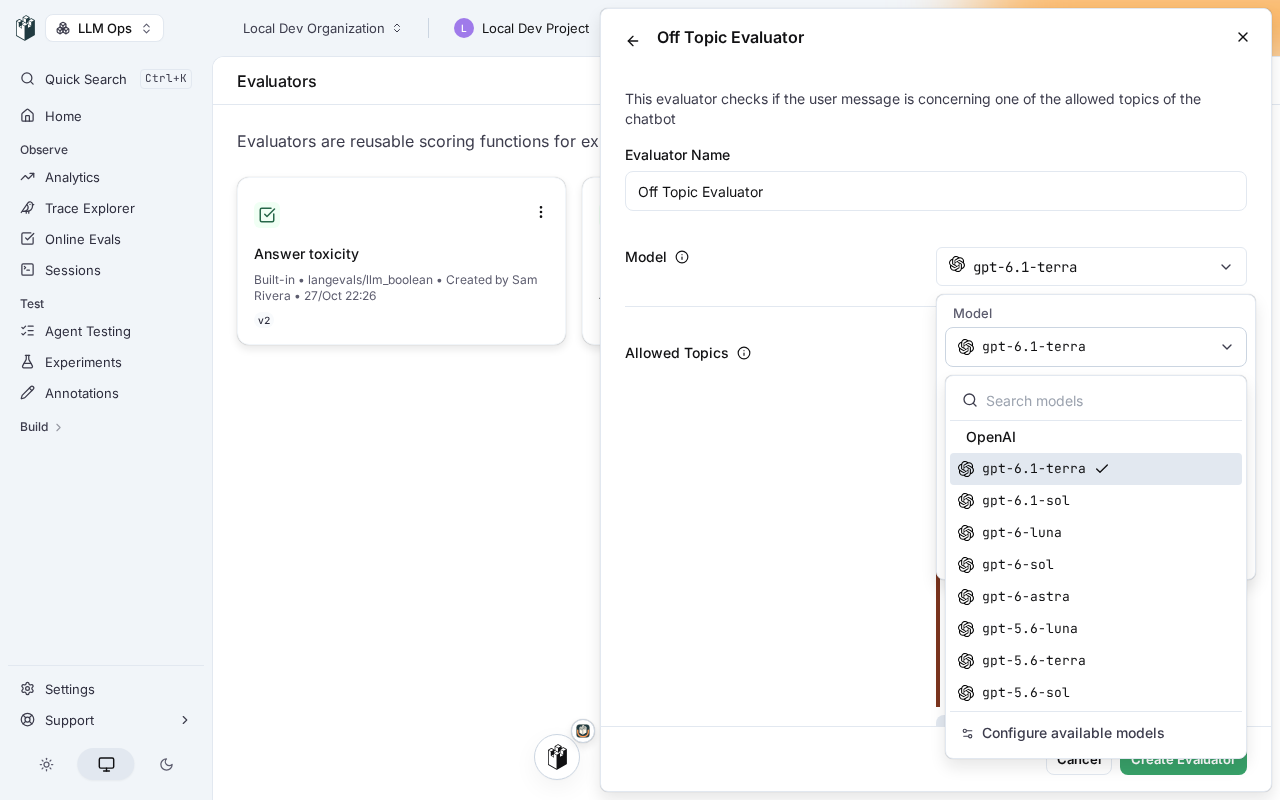 LLM Ops
Local Dev Organization
L
Local Dev Project
Quick Search
Ctrl+K
Home
Observe
Analytics
Trace Explorer
Online Evals
Sessions
Test
Agent Testing
Experiments
Annotations
Build
Settings
Support
Evaluators
Evaluators are reusable scoring functions for ex
Answer toxicity
Built-in • langevals/llm_boolean • Created by Sam
Rivera • 27/Oct 22:26
v2
Off Topic Evaluator
This evaluator checks if the user message is concerning one of the allowed topics of the
chatbot
Evaluator Name
Off Topic Evaluator
Model
gpt-6.1-terra
Allowed Topics
Model
gpt-6.1-terra
Search models
OpenAI
gpt-6.1-terra
gpt-6.1-sol
gpt-6-luna
gpt-6-sol
gpt-6-astra
gpt-5.6-luna
gpt-5.6-terra
gpt-5.6-sol
Configure available models
Cancel
Create Evaluator